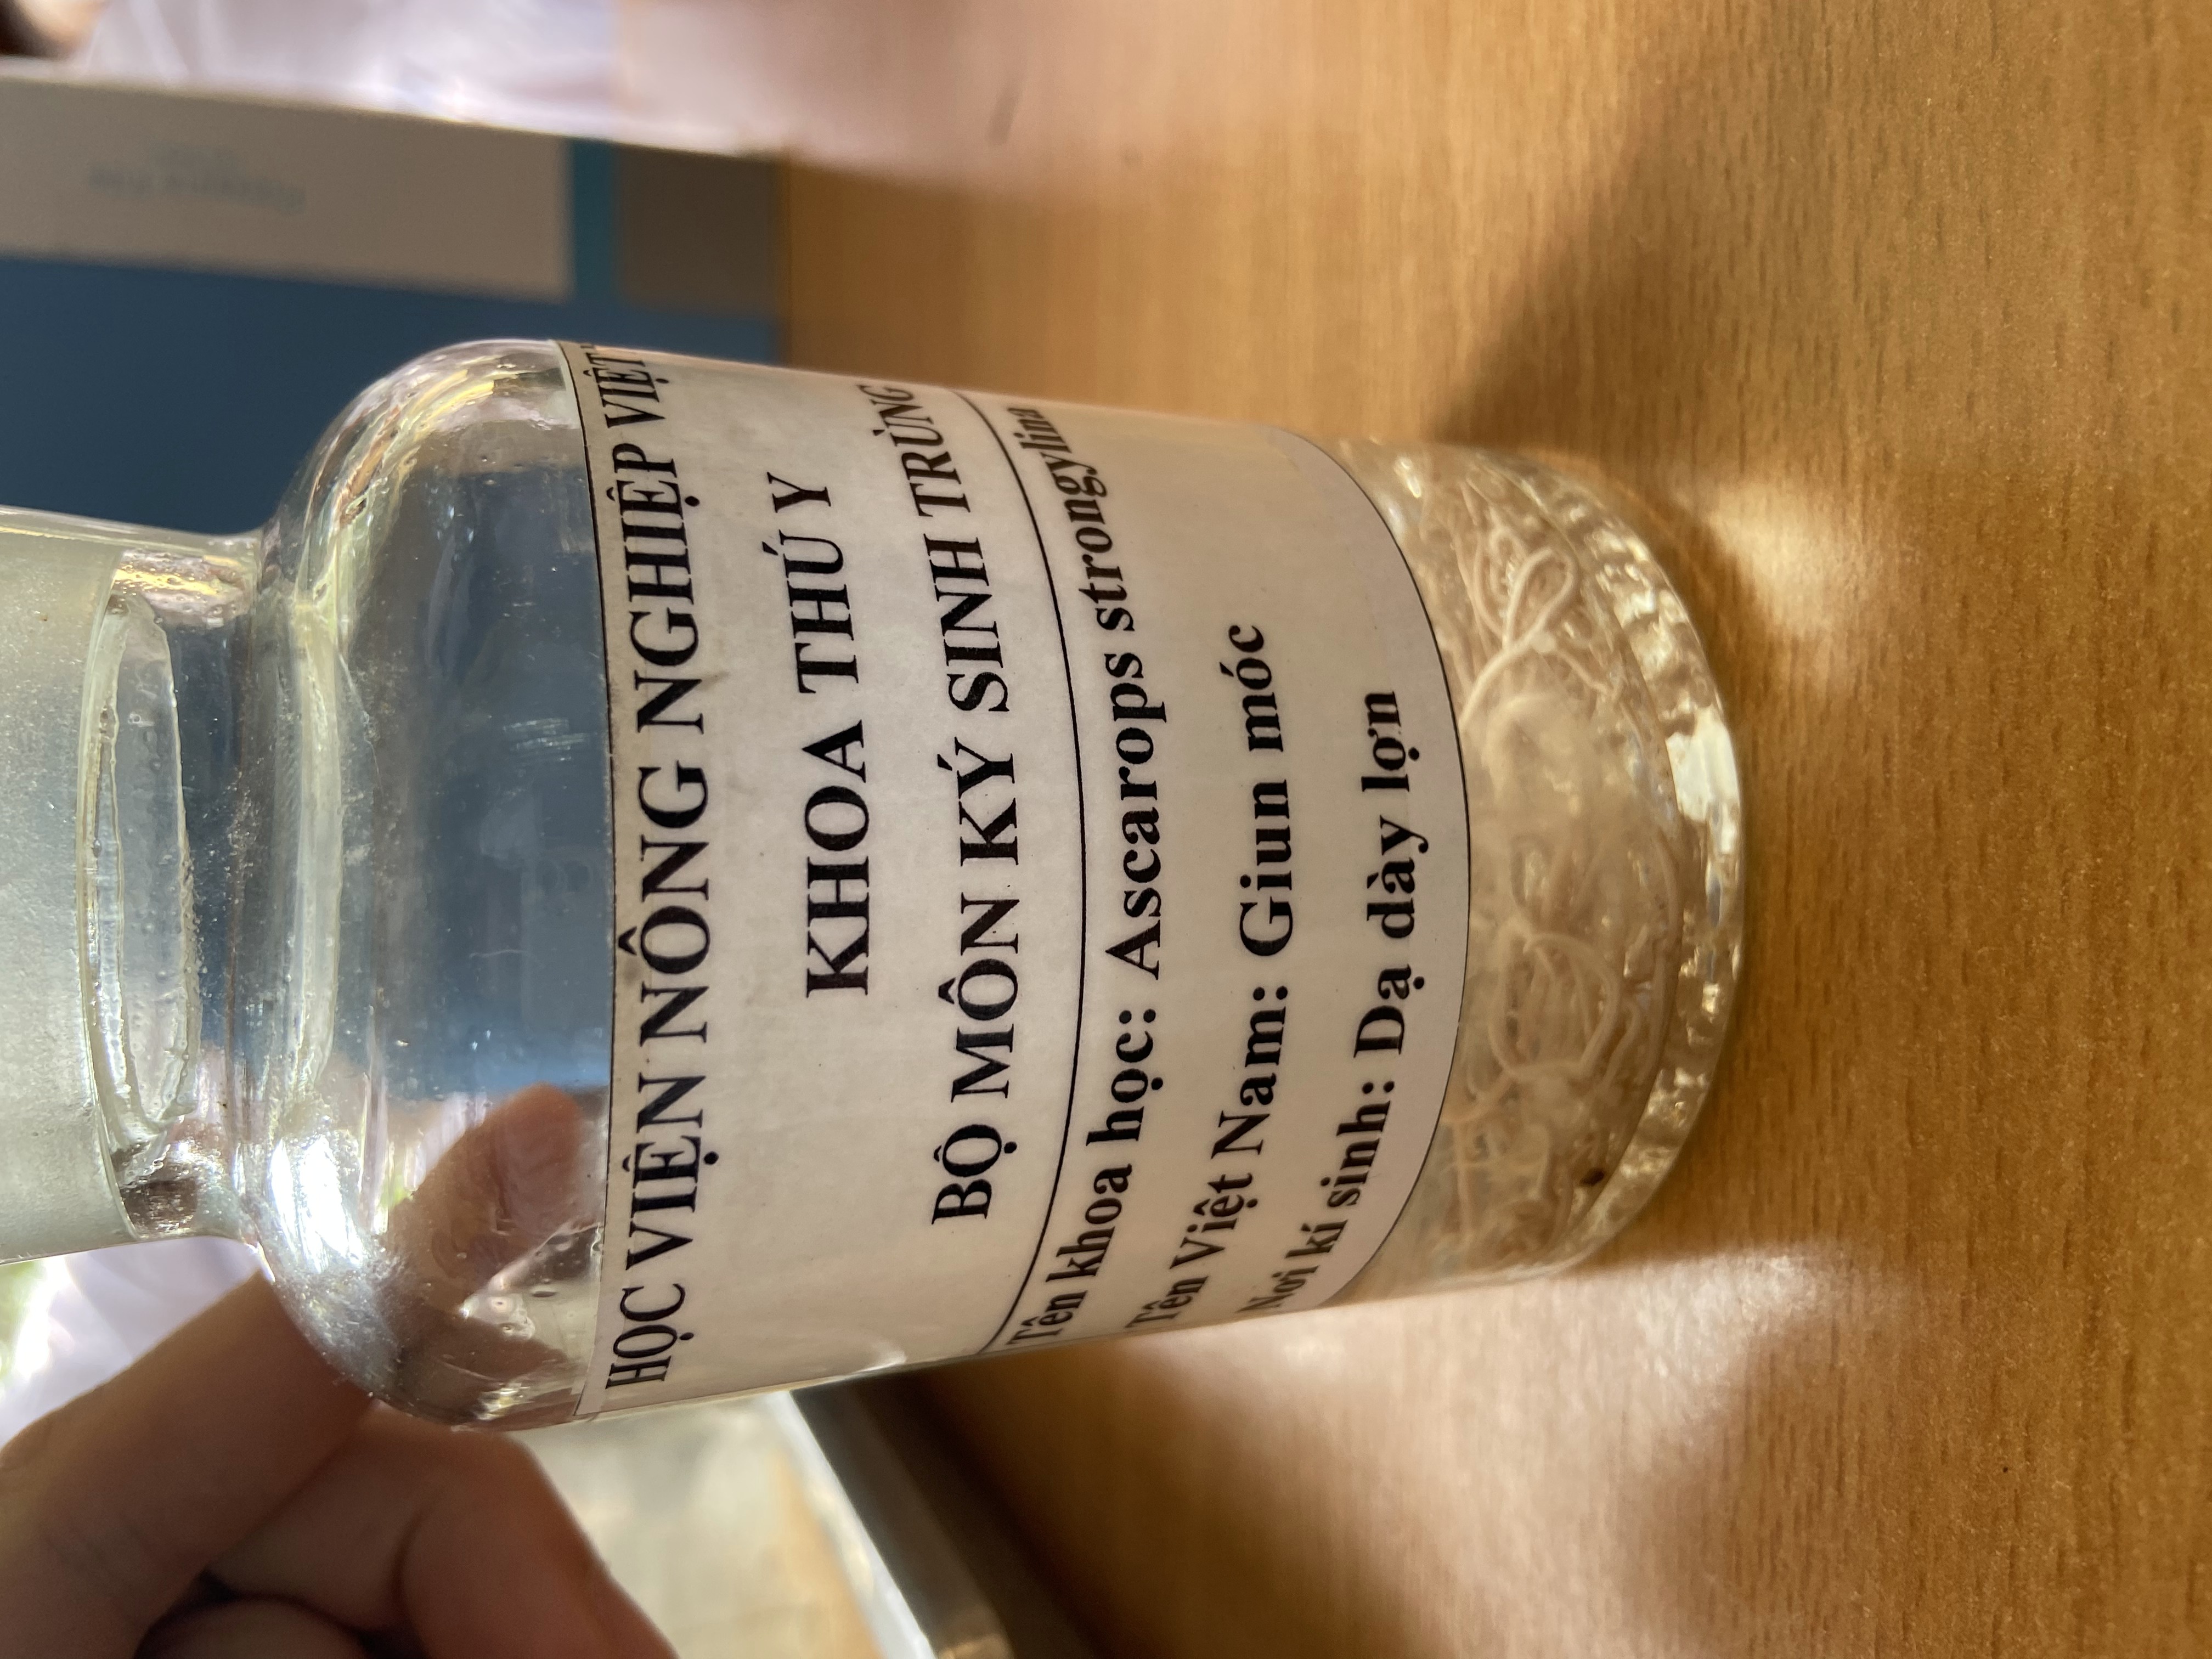 HỌC VIỆN NÔNG NGHIỆP VIỆT
KHOA THÚ Y
BỘ MÔN KÝ SINH TRÙNG
Tên khoa học: Ascarops strongylina
Tên Việt Nam: Giun móc
Nơi kí sinh: Dạ dày lợn